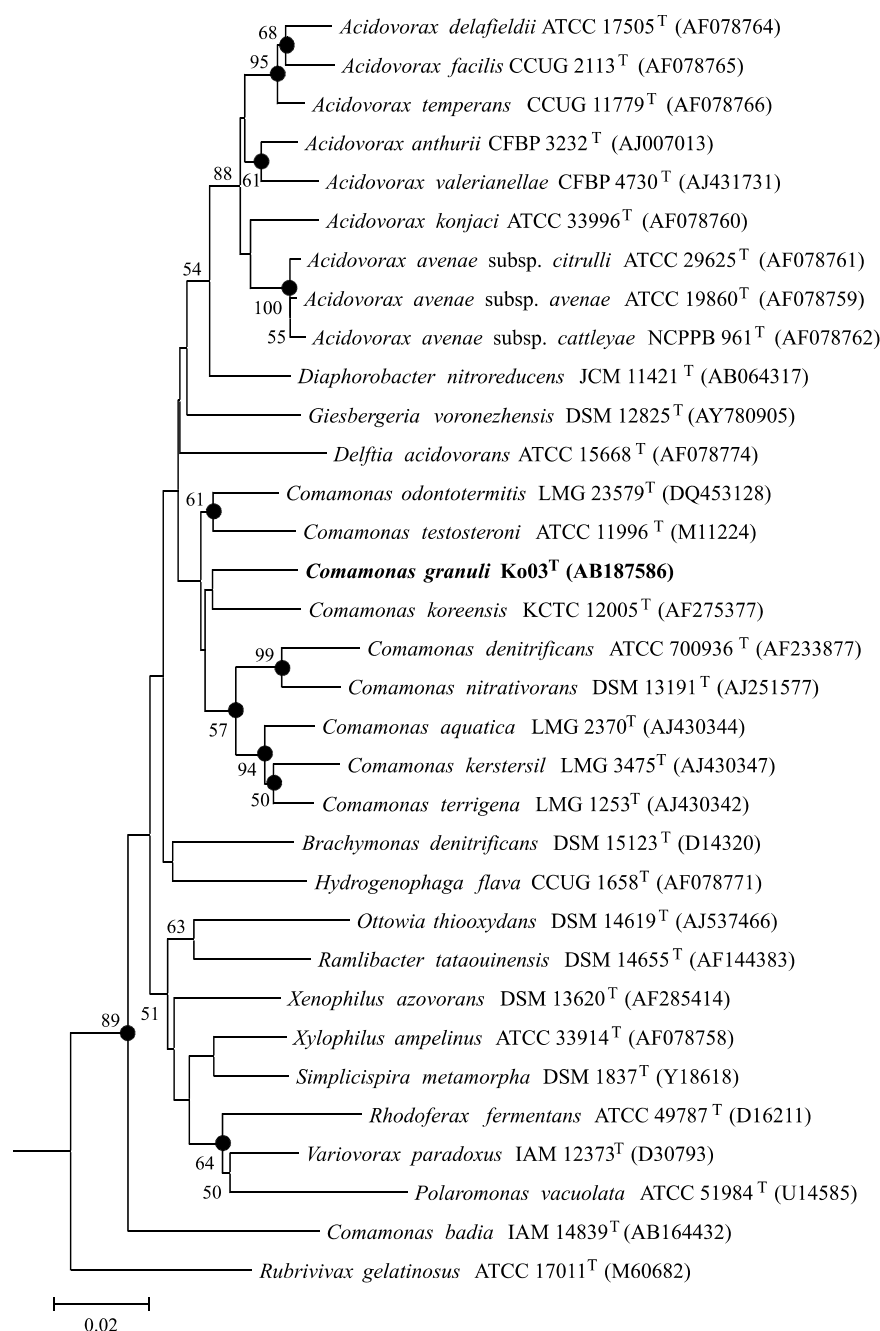 68 Acidovorax delafieldii ATCC 17505T (AF078764)
95 Acidovorax facilis CCUG 2113T (AF078765)
Acidovorax temperans CCUG 11779T (AF078766)
Acidovorax anthurii CFBP 3232T (AJ007013)
88 61 Acidovorax valerianellae CFBP 4730T (AJ431731)
Acidovorax konjaci ATCC 33996T (AF078760)
54 Acidovorax avenae subsp. citrulli ATCC 29625T (AF078761)
100 Acidovorax avenae subsp. avenae ATCC 19860T (AF078759)
55 Acidovorax avenae subsp. cattleyae NCPPB 961T (AF078762)
Diaphorobacter nitroreducens JCM 11421T (AB064317)
Giesbergeria voronezhensis DSM 12825T (AY780905)
Delftia acidovorans ATCC 15668T (AF078774)
61 Comamonas odontotermitis LMG 23579T (DQ453128)
Comamonas testosteroni ATCC 11996T (M11224)
Comamonas granuli Ko03T (AB187586)
Comamonas koreensis KCTC 12005T (AF275377)
99 Comamonas denitrificans ATCC 700936T (AF233877)
Comamonas nitrativorans DSM 13191T (AJ251577)
57 Comamonas aquatica LMG 2370T (AJ430344)
94 Comamonas kerstersil LMG 3475T (AJ430347)
50 Comamonas terrigena LMG 1253T (AJ430342)
Brachymonas denitrificans DSM 15123T (D14320)
Hydrogenophaga flava CCUG 1658T (AF078771)
63 Ottowia thiooxydans DSM 14619T (AJ537466)
Ramlibacter tataouinensis DSM 14655T (AF144383)
89 51 Xenophilus azovorans DSM 13620T (AF285414)
Xylophilus ampelinus ATCC 33914T (AF078758)
Simplicispira metamorpha DSM 1837T (Y18618)
Rhodoferax fermentans ATCC 49787T (D16211)
64 Variovorax paradoxus IAM 12373T (D30793)
50 Polaromonas vacuolata ATCC 51984T (U14585)
Comamonas badia IAM 14839T (AB164432)
Rubrivivax gelatinosus ATCC 17011T (M60682)
0.02